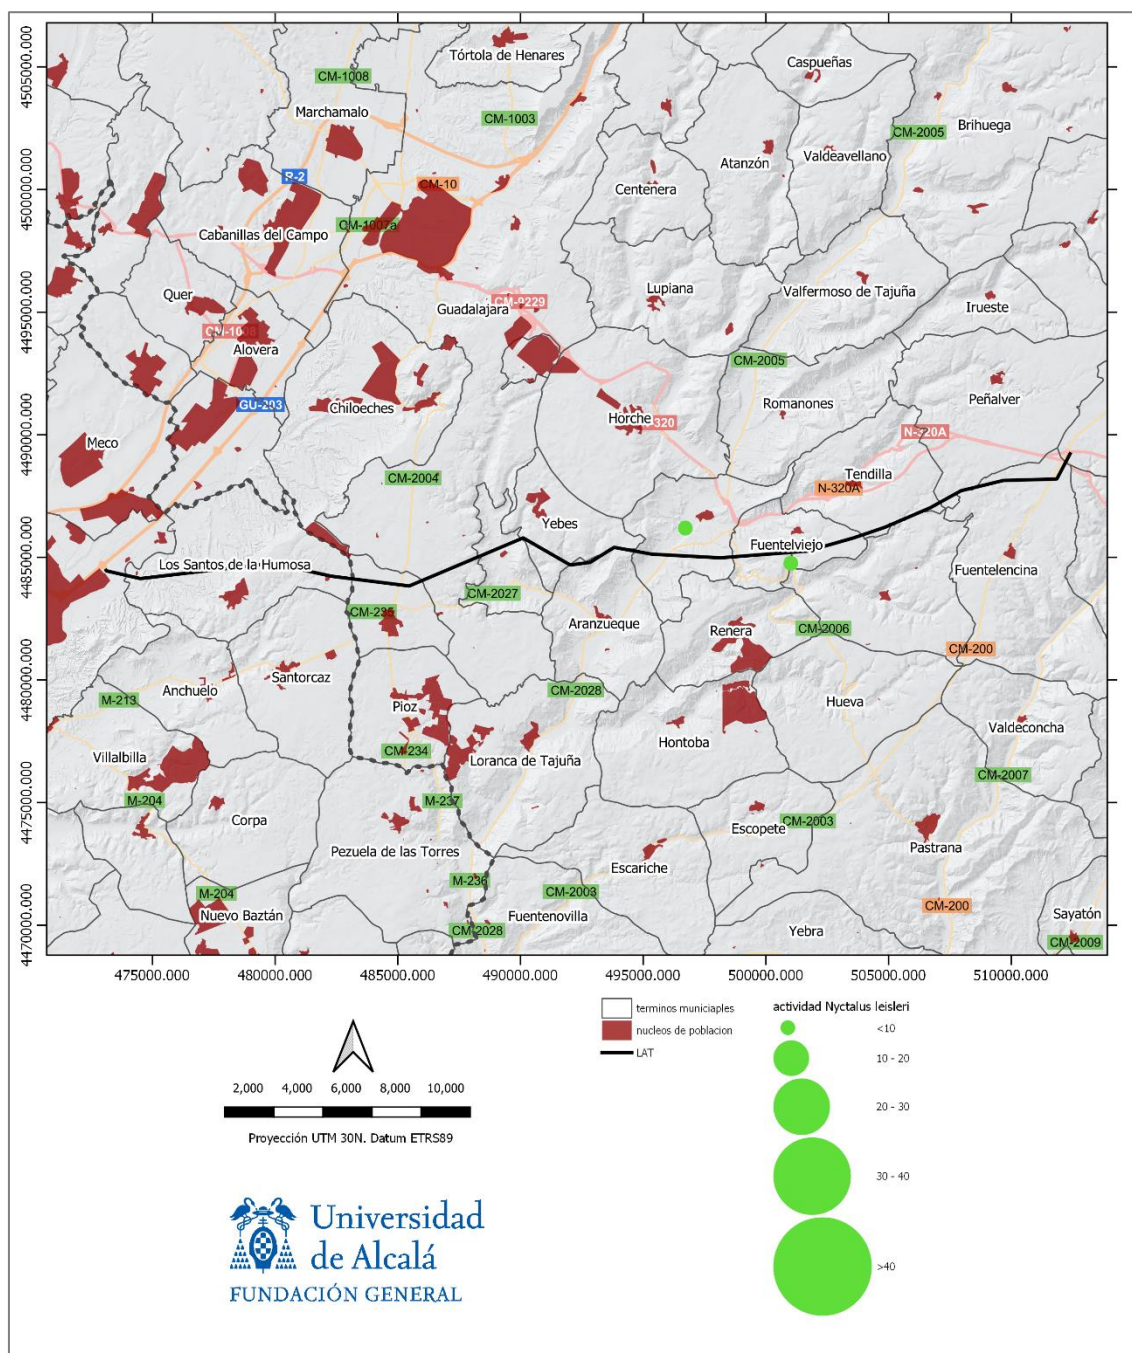 Tórtola de Henares
Caspueñas
CM-1008
Marchamalo
CM-1003
CM-2005
Brihuega
Atanzón
Valdeavellano
R-2
CM-10
Centenera
CM-1007a
Cabanillas del Campo
Quer
Lupiana
Valfermoso de Tajuña
CM-9229
Guadalajara
Irueste
CM-1008
Alovera
CM-2005
Peñalver
GU-203
Chiloeches
Romanones
Horche
N-320
N-320A
Meco
CM-2004
Tendilla
N-320A
Yebes
Fuentelviejo
Los Santos de la Humosa
Fuentelencina
CM-2027
CM-235
Aranzueque
Renera
CM-2006
CM-200
Santorcaz
Anchuelo
M-213
CM-2028
Pioz
Hueva
Hontoba
Valdeconcha
CM-234
Villalbilla
Loranca de Tajuña
CM-2007
M-204
M-237
Corpa
Escopete
CM-2003
Pezuela de las Torres
Pastrana
Escariche
M-236
M-204
CM-2003
Nuevo Baztán
Fuentenovilla
CM-200
Sayatón
CM-2028
Yebra
CM-2009
4505000.000
4500000.000
4495000.000
4490000.000
4485000.000
4480000.000
4475000.000
4470000.000
475000.000 480000.000 485000.000 490000.000 495000.000 500000.000 505000.000 510000.000
terminos municiaples
nucleos de poblacion
LAT
actividad Nyctalus leisleri
<10
10 - 20
20 - 30
30 - 40
>40
2,000 4,000 6,000 8,000 10,000
Proyección UTM 30N. Datum ETRS89
Universidad
de Alcalá
FUNDACIÓN GENERAL